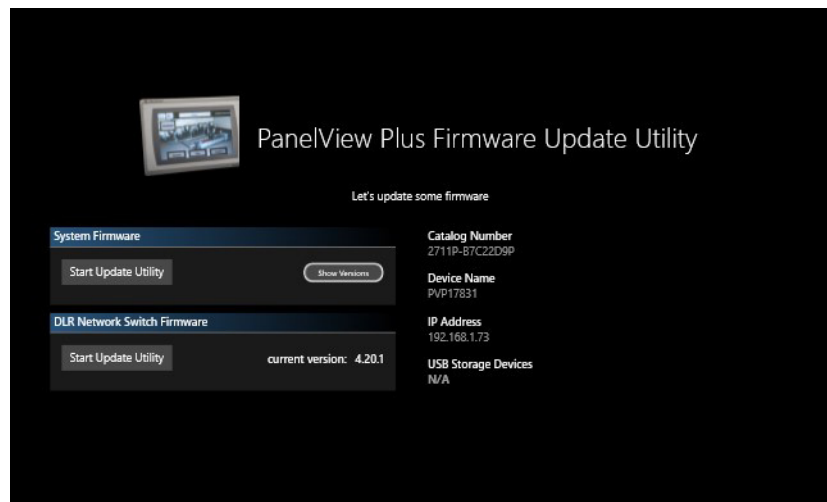 PanelView Plus Firmware Update Utility
Let's update some firmware
System Firmware
Start Update Utility
Show Versions
DLR Network Switch Firmware
Start Update Utility
current version: 4.20.1
Catalog Number
2711P-B7C22D9P
Device Name
PVP17831
IP Address
192.168.1.73
USB Storage Devices
N/A